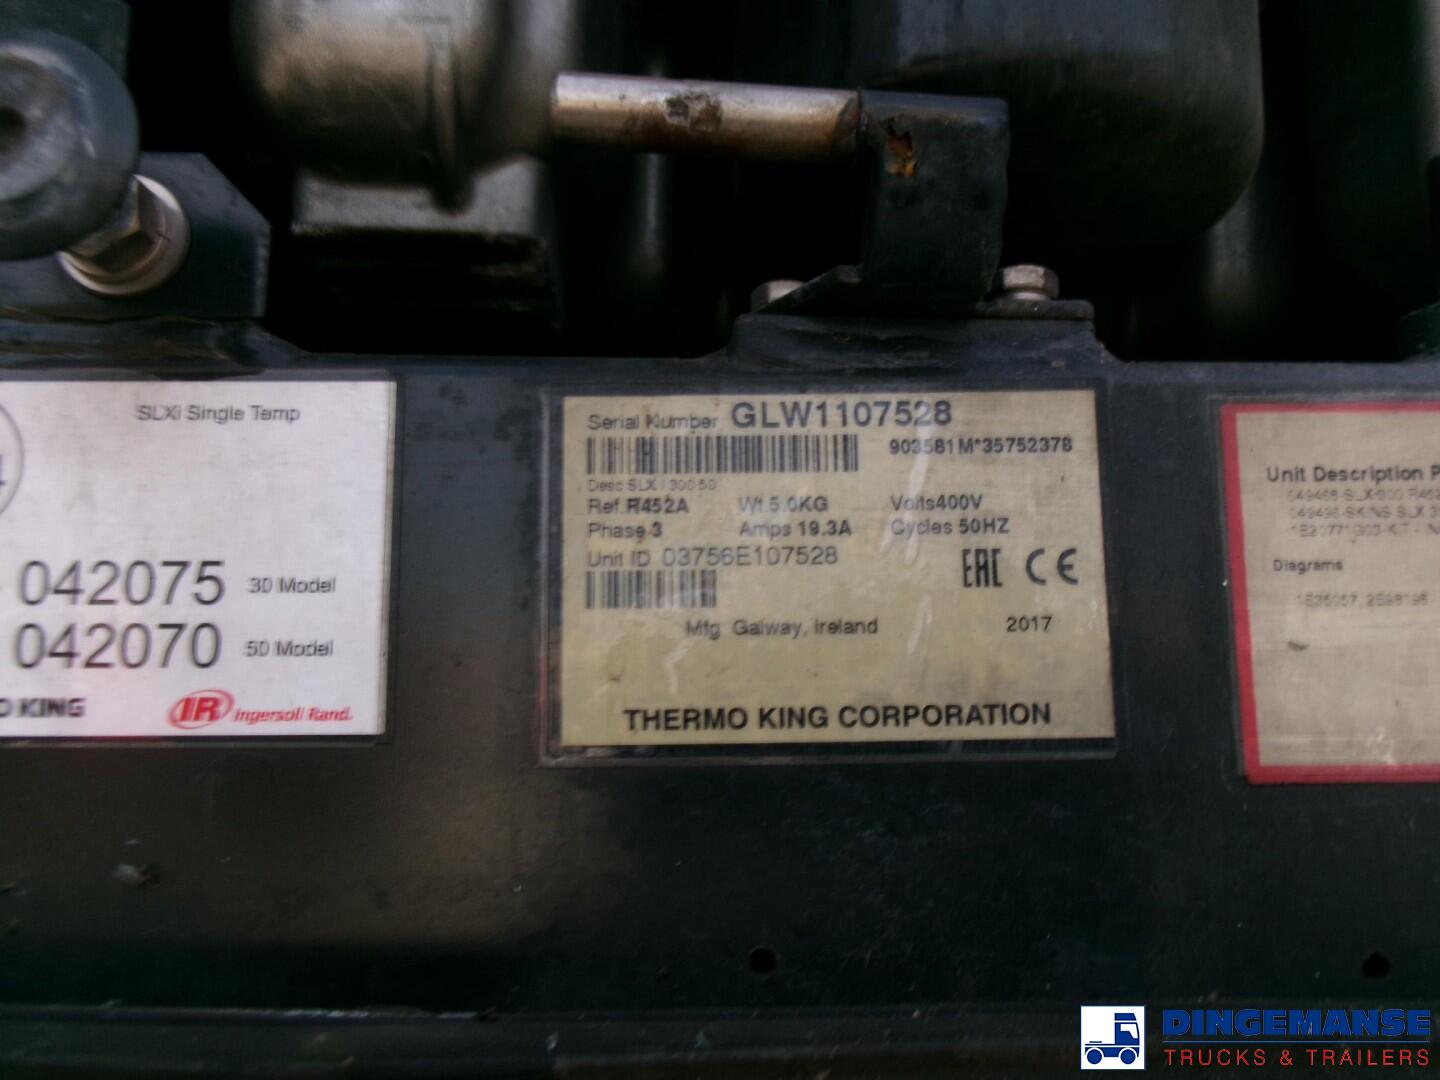 SLXi Single Temp
042075 30 Model
042070 50 Model
KING
IR Ingersoll Rand.
Serial Number GLW1107528
903581M*35752378
Desc SLXI300 50
Ref.R452A Wt.5.0KG Volts400V
Phase 3 Amps 19.3A Cycles 50HZ
Unit ID 03756E107528
EAC CE
Mfg Galway, Ireland 2017
THERMO KING CORPORATION
Unit Description
Diagrams
DINGEMANSE
TRUCKS & TRAILERS